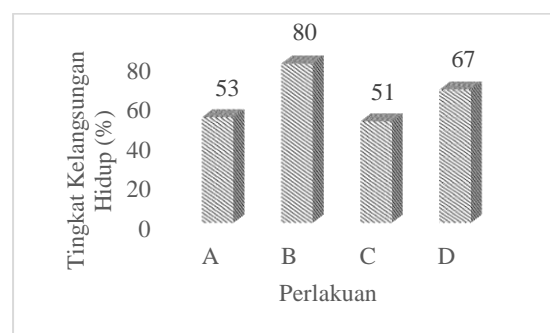 Tingkat Kelangsungan
Hidup (%)
80
60
40
20
0
53
80
51
67
A B C D
Perlakuan